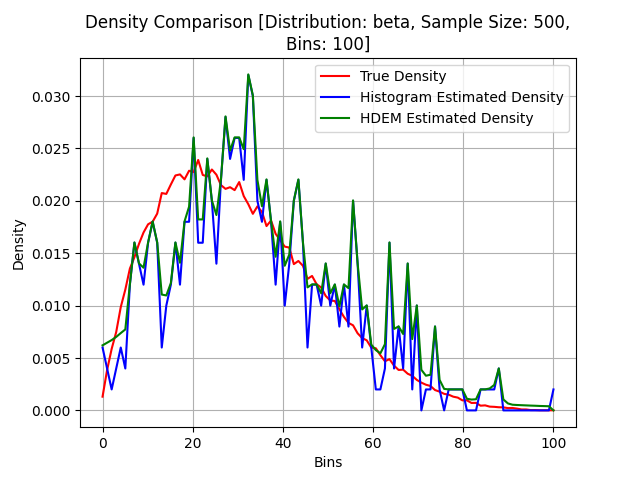 Density Comparison [Distribution: beta, Sample Size: 500,
Bins: 100]
True Density
Histogram Estimated Density
HDEM Estimated Density
Density
0.030
0.025
0.020
0.015
0.010
0.005
0.000
0 20 40 60 80 100
Bins